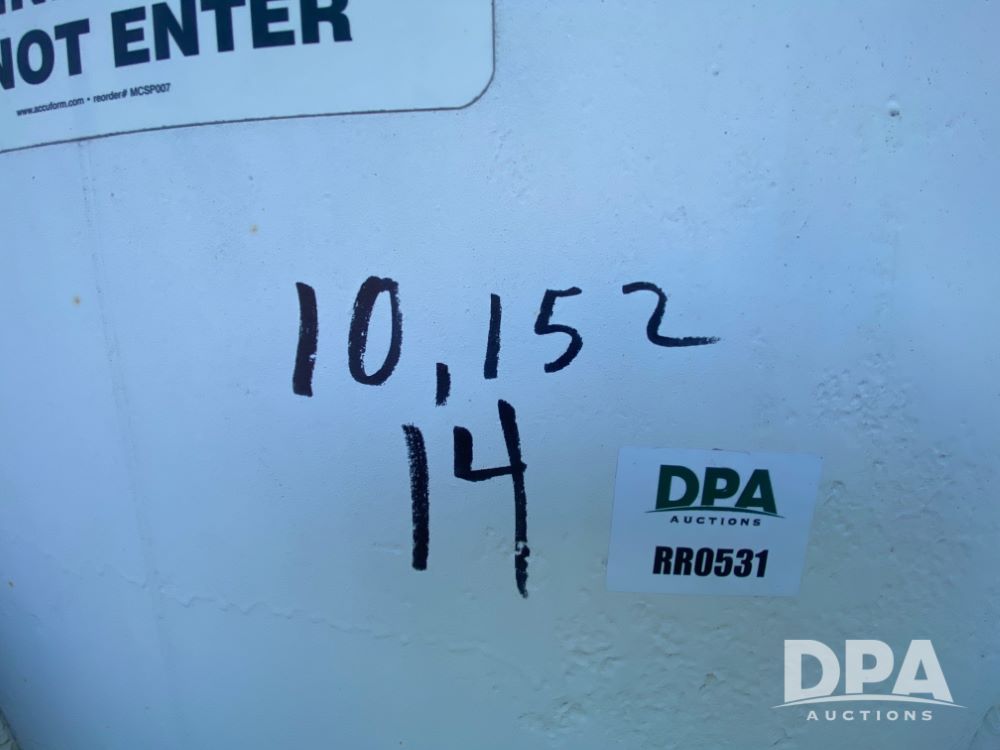 NOT ENTER
www.accuform.com • reorder# MCSP007
10,152
14
DPA
AUCTIONS
RR0531
DPA
AUCTIONS